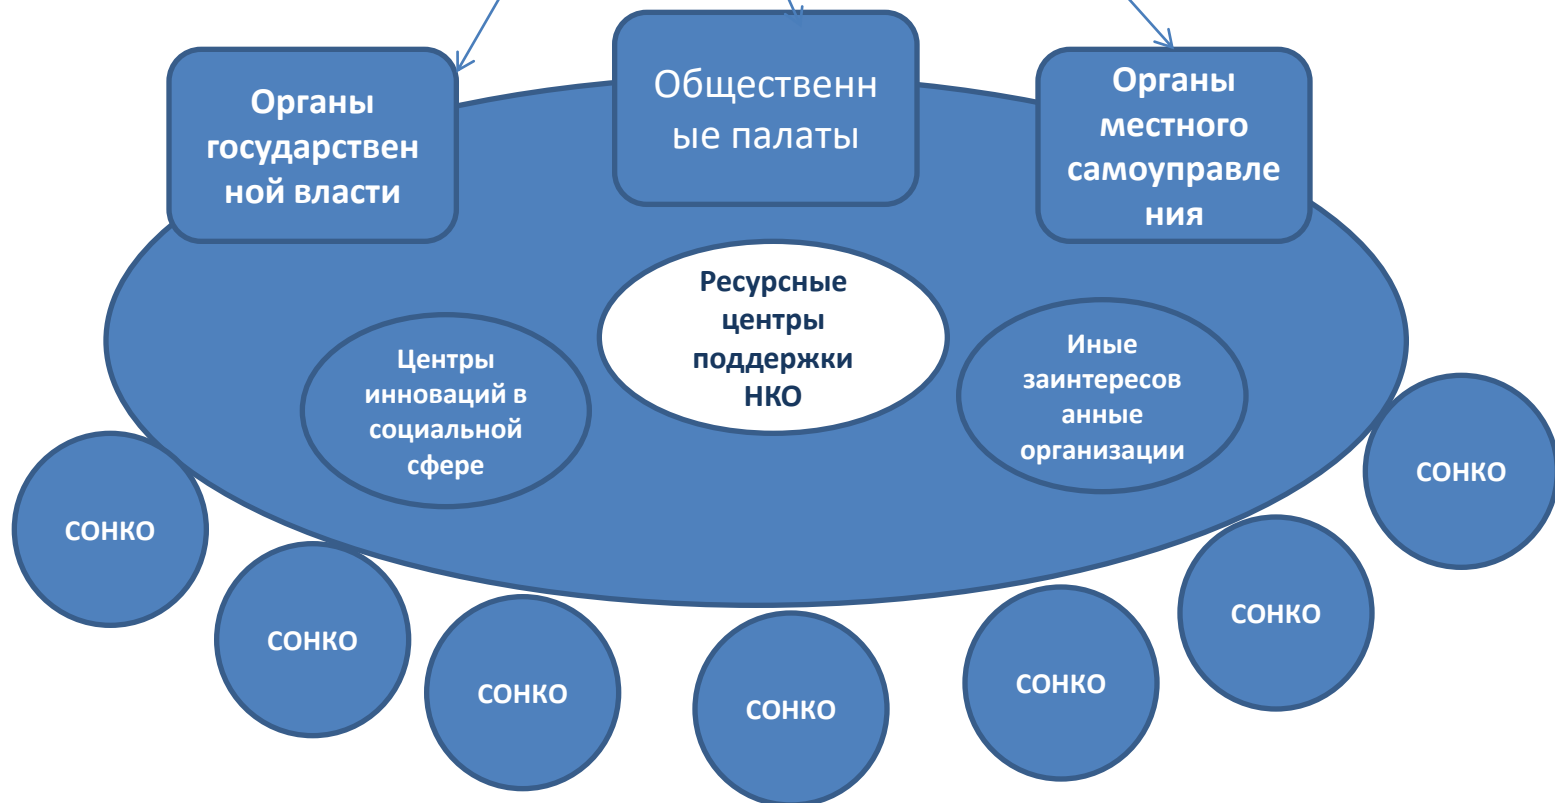 Органы
государствен
ной власти
Общественн
ые палаты
Органы
местного
самоуправле
ния
Ресурсные
центры
поддержки
НКО
Центры
инноваций в
социальной
сфере
Иные
заинтересов
анные
организации
СОНКО
СОНКО
СОНКО
СОНКО
СОНКО
СОНКО
СОНКО